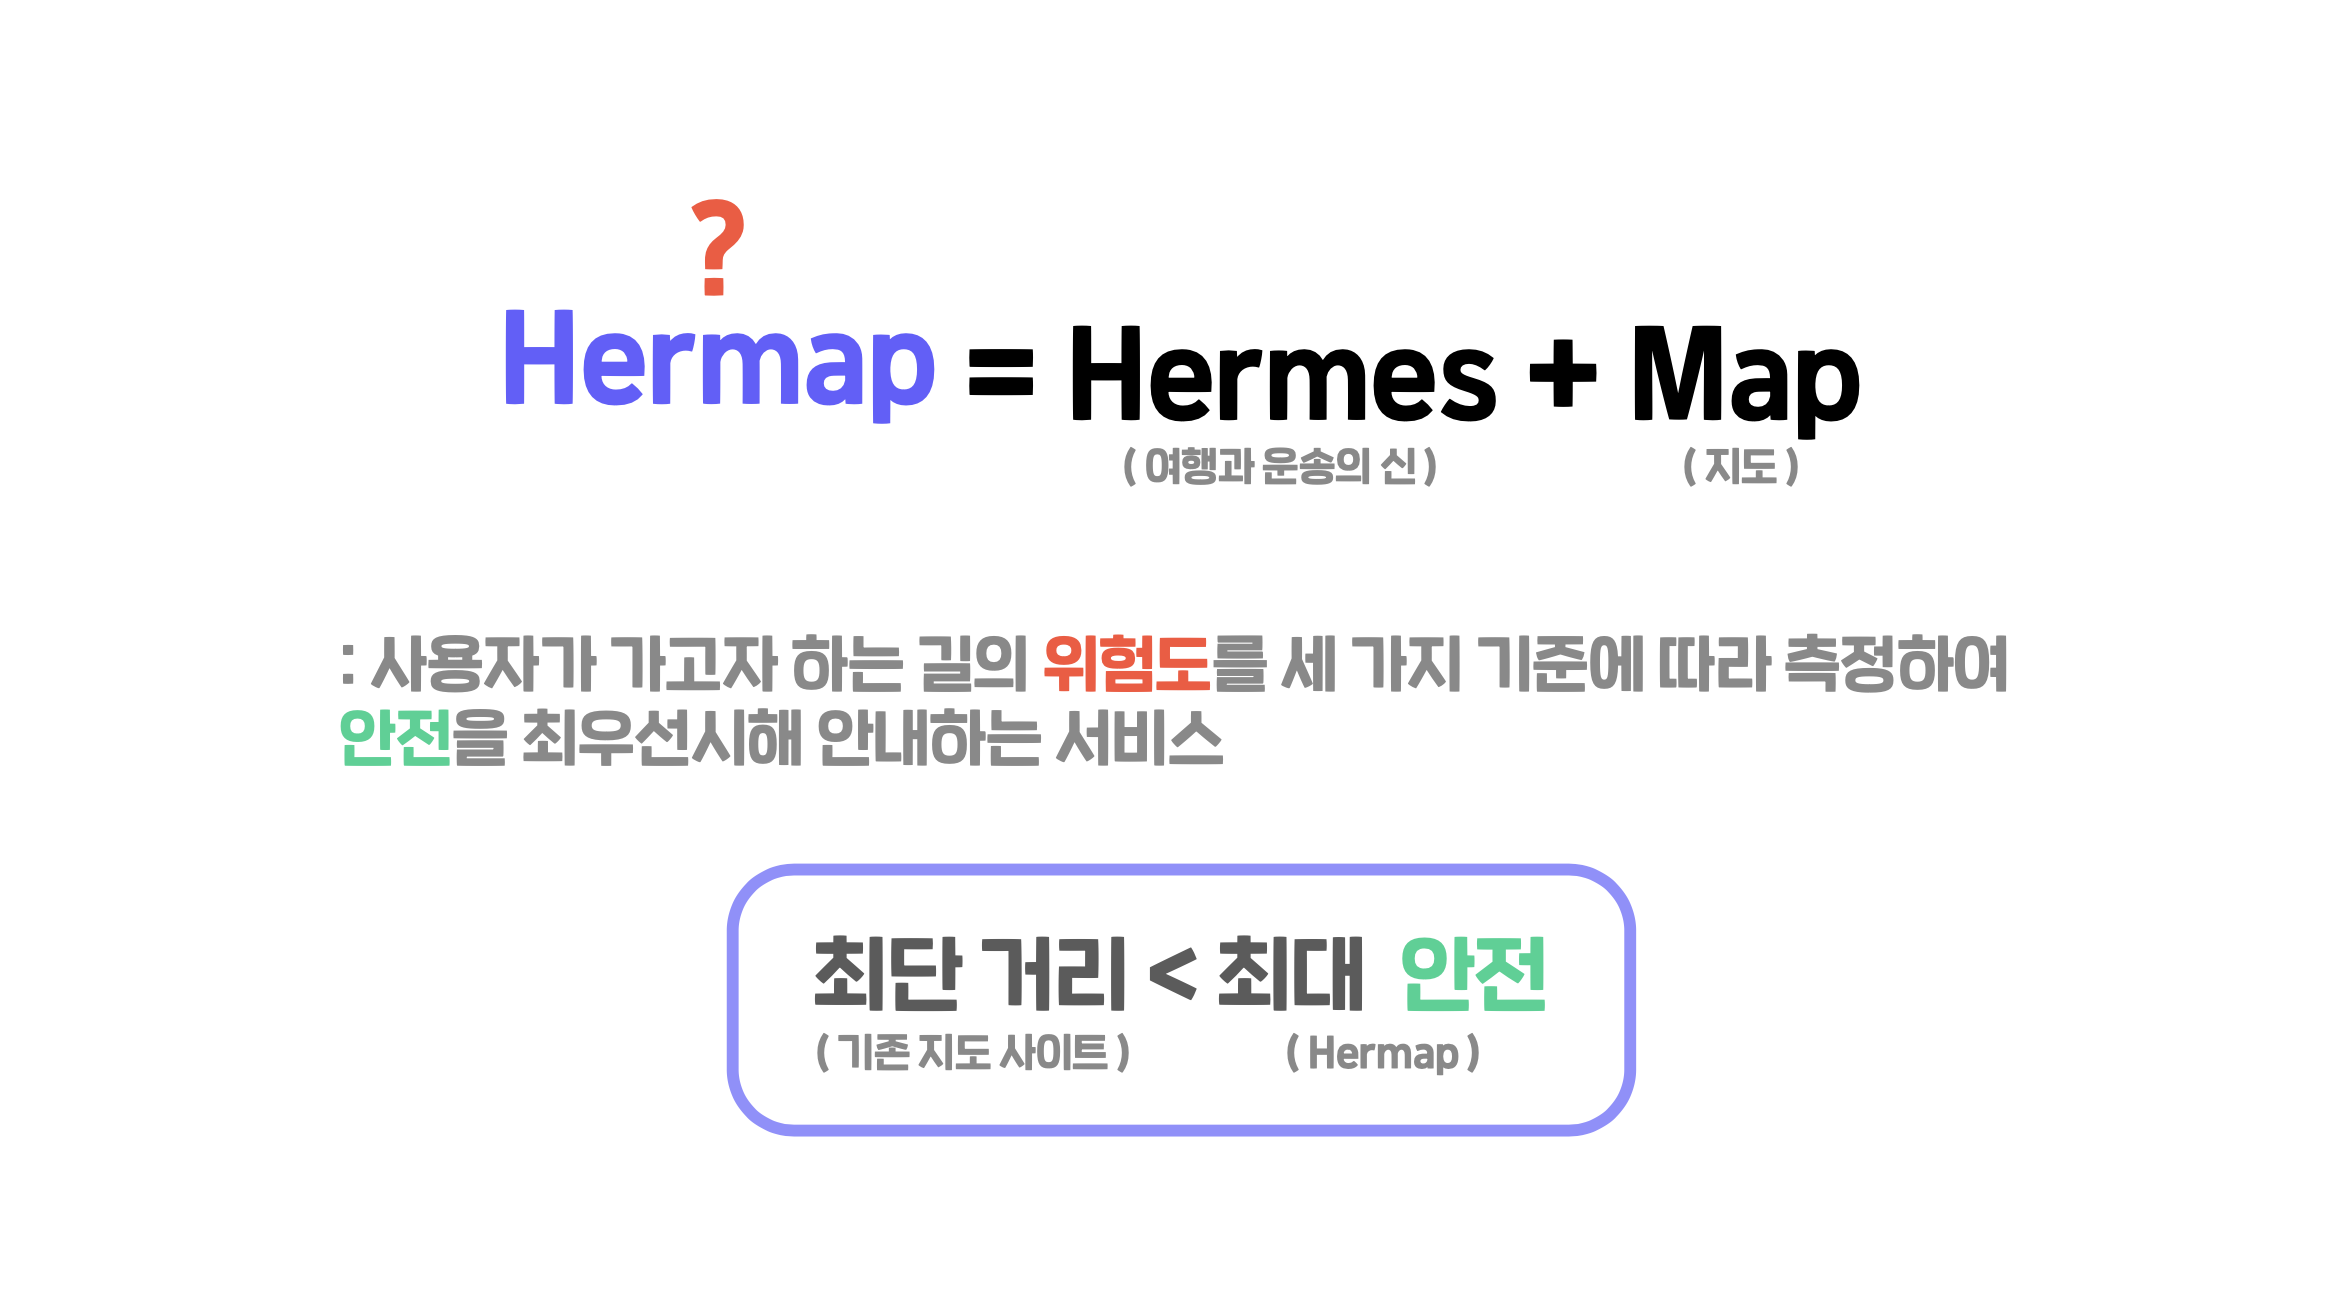 ?
Hermap = Hermes + Map
( 여행과 운송의 신 ) ( 지도 )
: 사용자가 가고자 하는 길의 위험도를 세 가지 기준에 따라 측정하여
안전을 최우선시해 안내하는 서비스
최단 거리 < 최대 안전
( 기존 지도 사이트 ) ( Hermap )